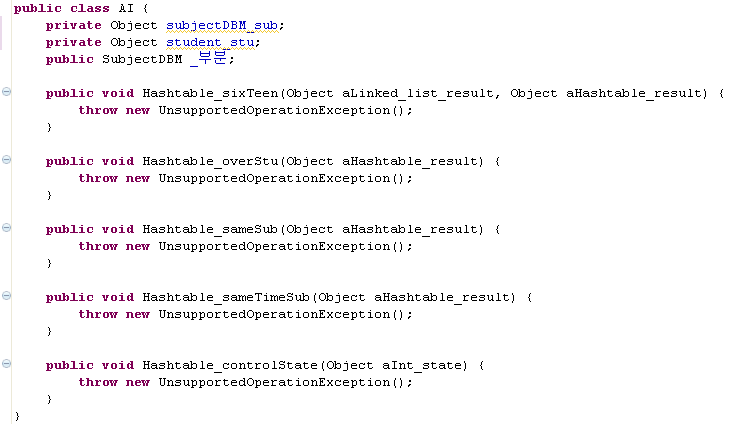 public class AI {
    private Object subjectDBM_sub;
    private Object student_stu;
    public SubjectDBM _부분;

    public void Hashtable_sixTeen(Object aLinked_list_result, Object aHashtable_result) {
        throw new UnsupportedOperationException();
    }

    public void Hashtable_overStu(Object aHashtable_result) {
        throw new UnsupportedOperationException();
    }

    public void Hashtable_sameSub(Object aHashtable_result) {
        throw new UnsupportedOperationException();
    }

    public void Hashtable_sameTimeSub(Object aHashtable_result) {
        throw new UnsupportedOperationException();
    }

    public void Hashtable_controlState(Object aInt_state) {
        throw new UnsupportedOperationException();
    }
}